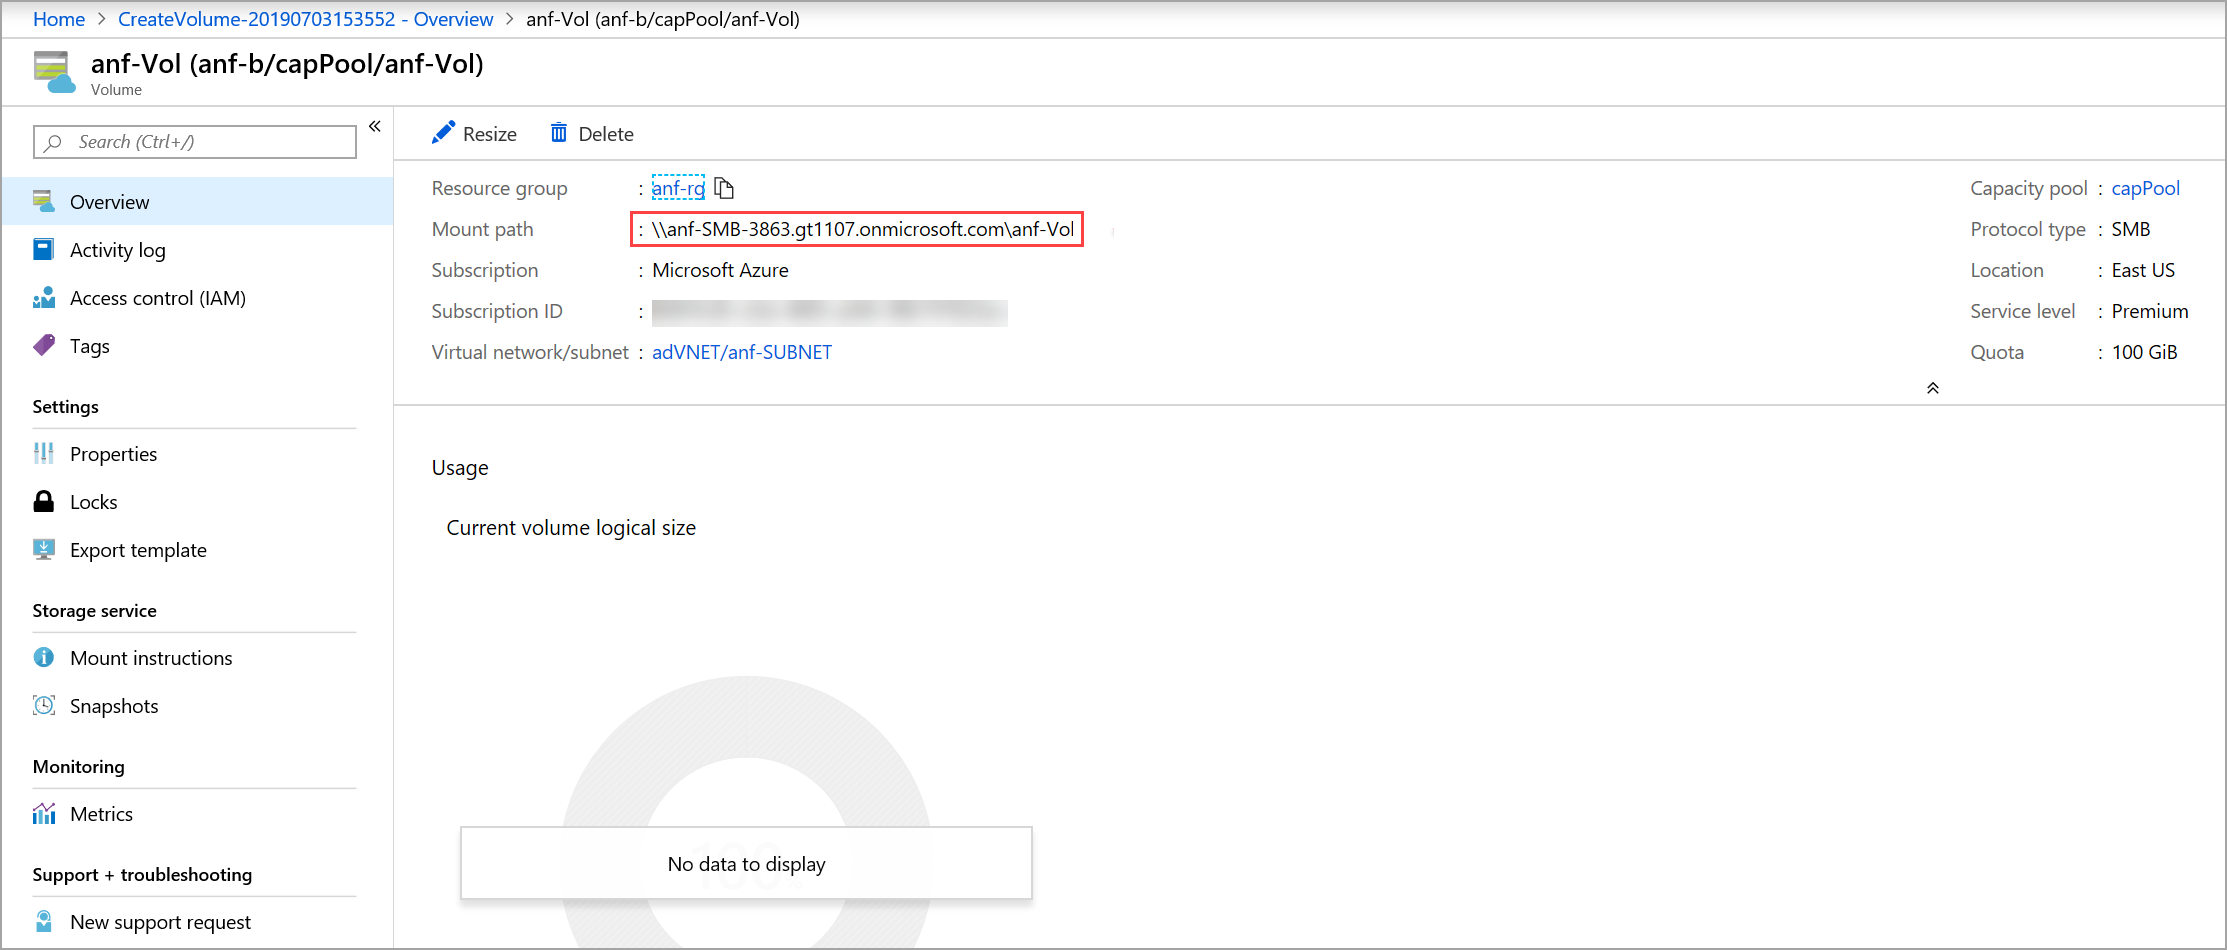 Home > CreateVolume-20190703153552 - Overview > anf-Vol (anf-b/capPool/anf-Vol)
anf-Vol (anf-b/capPool/anf-Vol)
Volume
Search (Ctrl+/)
«
Overview
Activity log
Access control (IAM)
Tags
Settings
Properties
Locks
Export template
Storage service
Mount instructions
Snapshots
Monitoring
Metrics
Support + troubleshooting
New support request
Resize Delete
Resource group : anf-rg
Mount path : \\anf-SMB-3863.gt1107.onmicrosoft.com\anf-Vol
Subscription : Microsoft Azure
Subscription ID :
Virtual network/subnet : adVNET/anf-SUBNET
Capacity pool : capPool
Protocol type : SMB
Location : East US
Service level : Premium
Quota : 100 GiB
Usage
Current volume logical size
No data to display